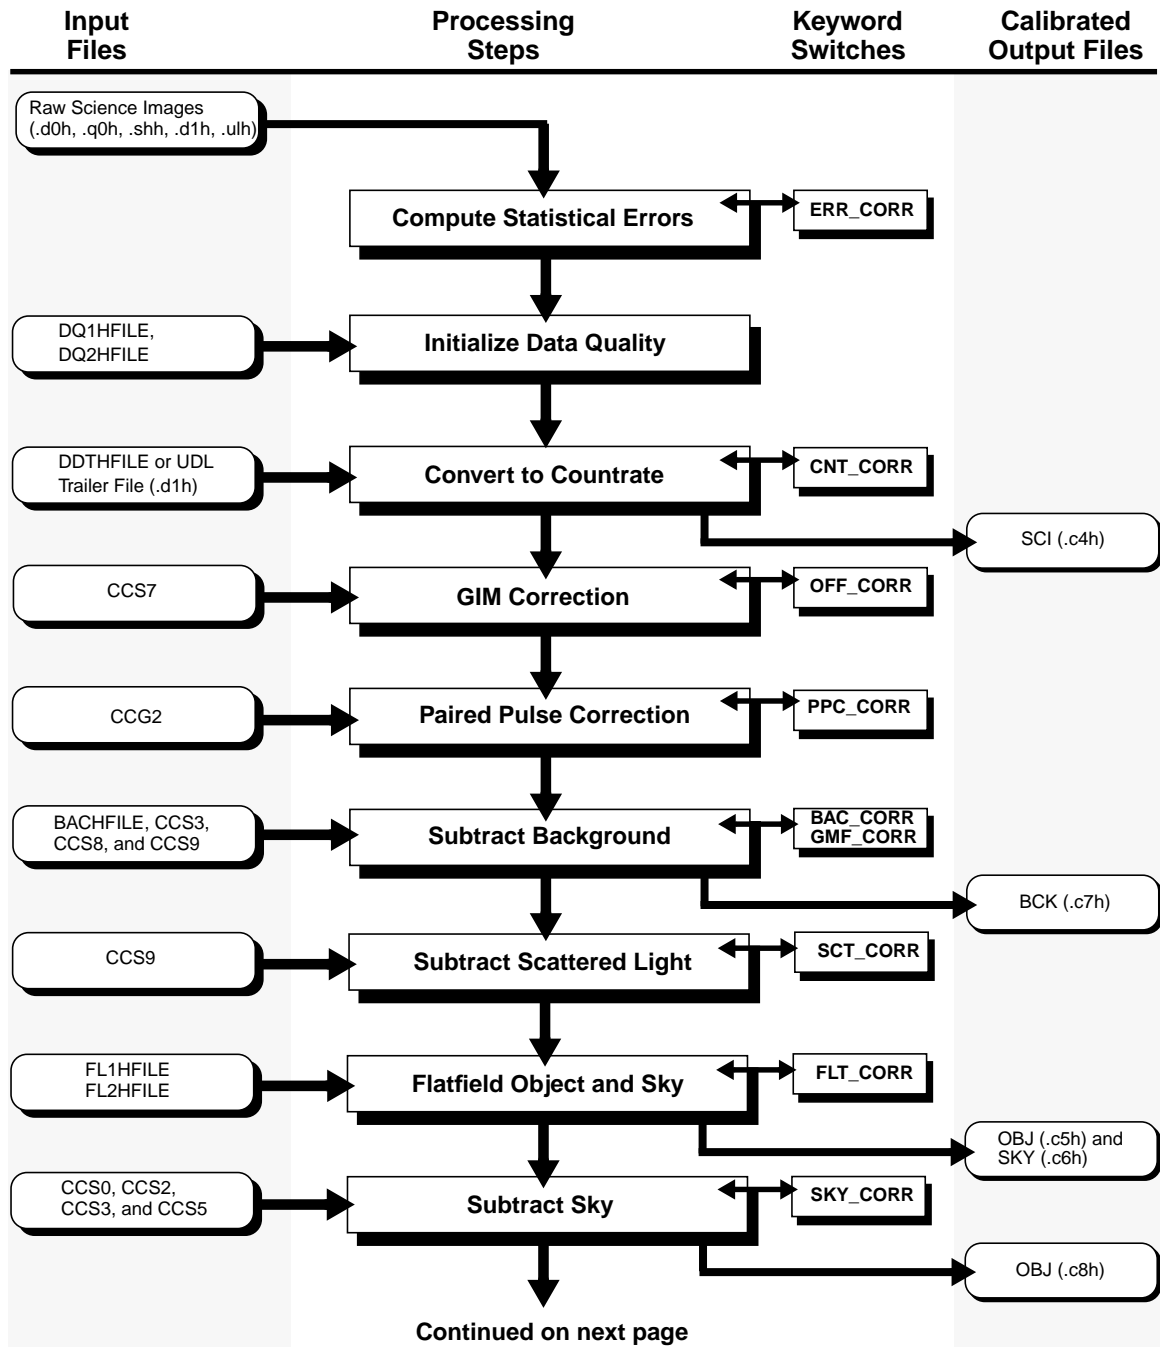 Input
Files
Processing
Steps
Keyword
Switches
Calibrated
Output Files
Raw Science Images
(.d0h, .q0h, .shh, .d1h, .ulh)
Compute Statistical Errors
ERR_CORR
DQ1HFILE,
DQ2HFILE
Initialize Data Quality
DDTHFILE or UDL
Trailer File (.d1h)
Convert to Countrate
CNT_CORR
SCI (.c4h)
CCS7
GIM Correction
OFF_CORR
CCG2
Paired Pulse Correction
PPC_CORR
BACHFILE, CCS3,
CCS8, and CCS9
Subtract Background
BAC_CORR
GMF_CORR
BCK (.c7h)
CCS9
Subtract Scattered Light
SCT_CORR
FL1HFILE
FL2HFILE
Flatfield Object and Sky
FLT_CORR
OBJ (.c5h) and
SKY (.c6h)
CCS0, CCS2,
CCS3, and CCS5
Subtract Sky
SKY_CORR
OBJ (.c8h)
Continued on next page